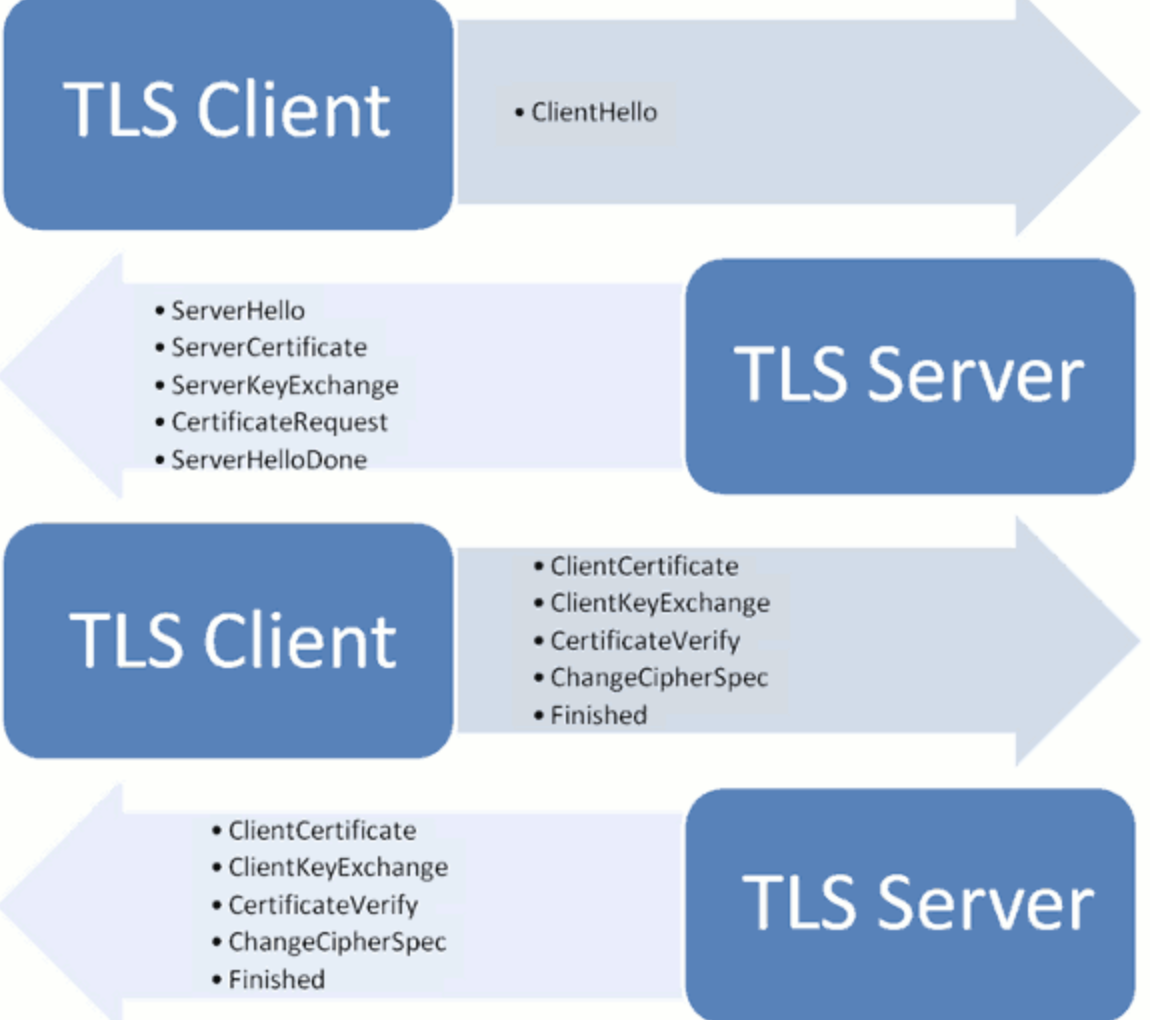 TLS Client
• ClientHello
• ServerHello
• ServerCertificate
• ServerKeyExchange
• CertificateRequest
• ServerHelloDone
TLS Server
TLS Client
• ClientCertificate
• ClientKeyExchange
• CertificateVerify
• ChangeCipherSpec
• Finished
• ClientCertificate
• ClientKeyExchange
• CertificateVerify
• ChangeCipherSpec
• Finished
TLS Server